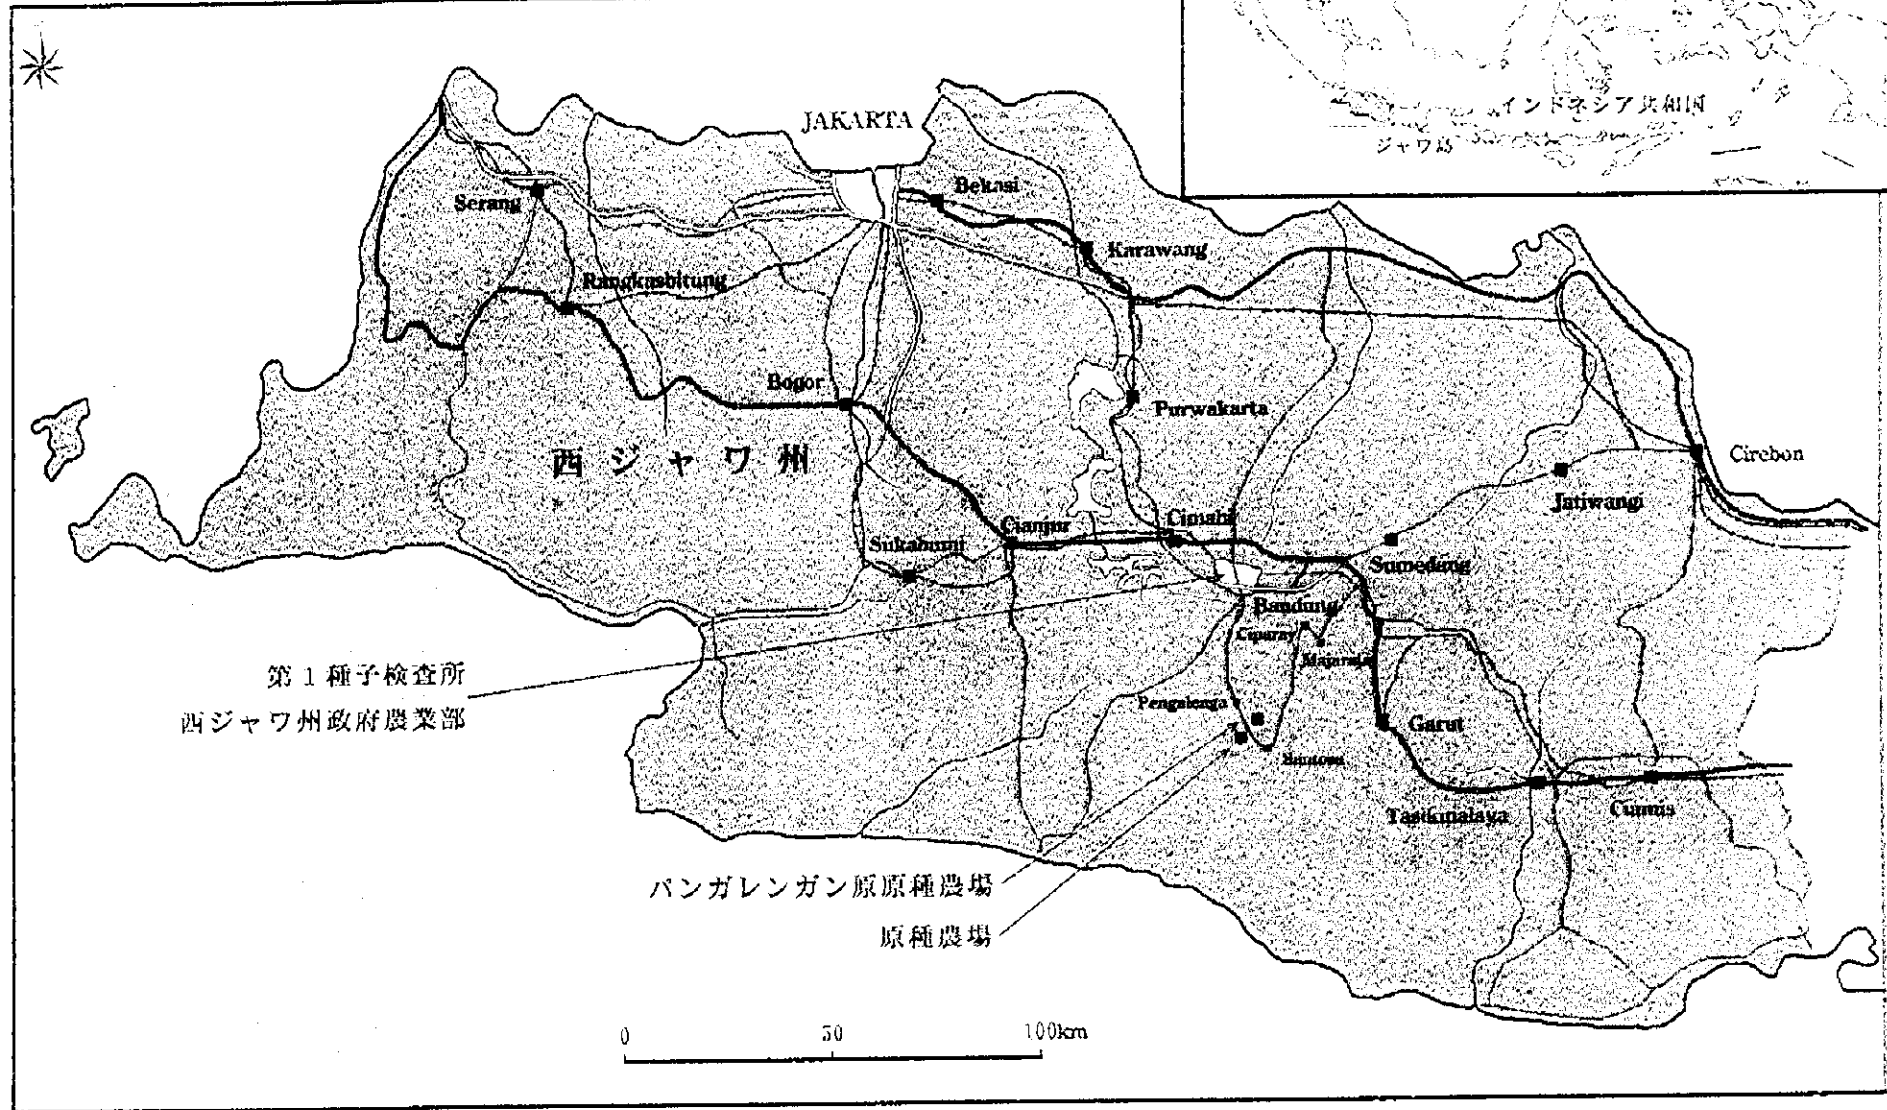 インドネシア共和国
ジャワ島
JAKARTA
Bekasi
Serang
Karawang
Rangkasbitung
Bogor
Purwakarta
西ジャワ州
Cirebon
Jatiwangi
Cianjur
Cimahi
Sukabumi
Sumedang
Bandung
Ciparay
第1種子検査所
西ジャワ州政府農業部
Pengalenga
Garut
Tasikmalaya
パンガレンガン原原種農場
原種農場
0 50 100km